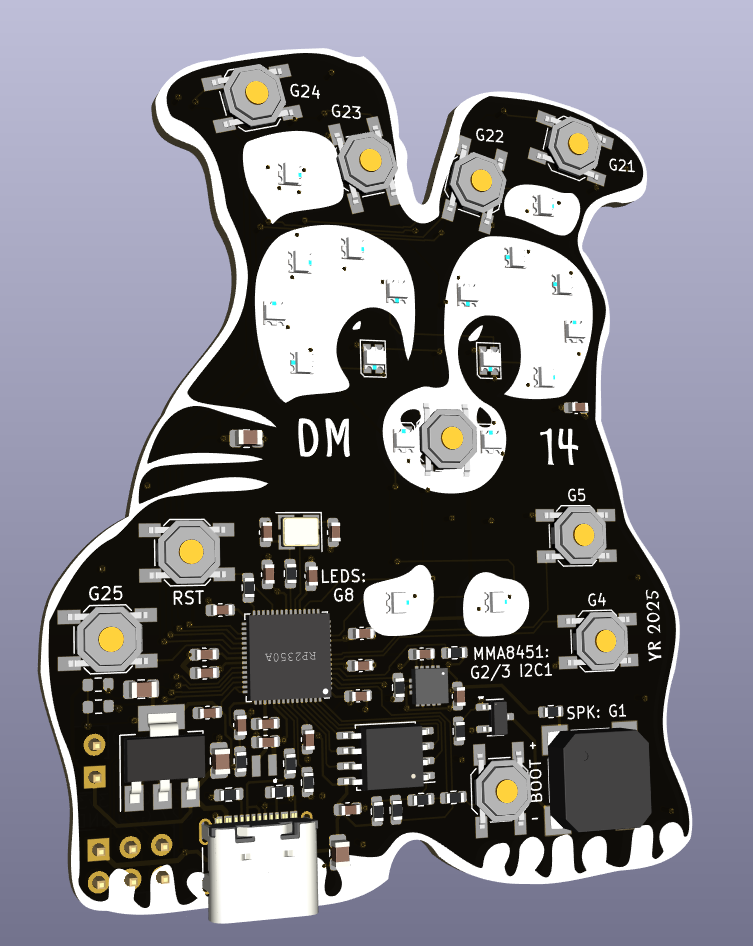 G24
G23
G22
G21
DM
14
G5
RST
LEDS:
G8
G25
G4
YR 2025
RP2350A
MMA8451:
G2/3 I2C1
SPK: G1
BOOT
+
-